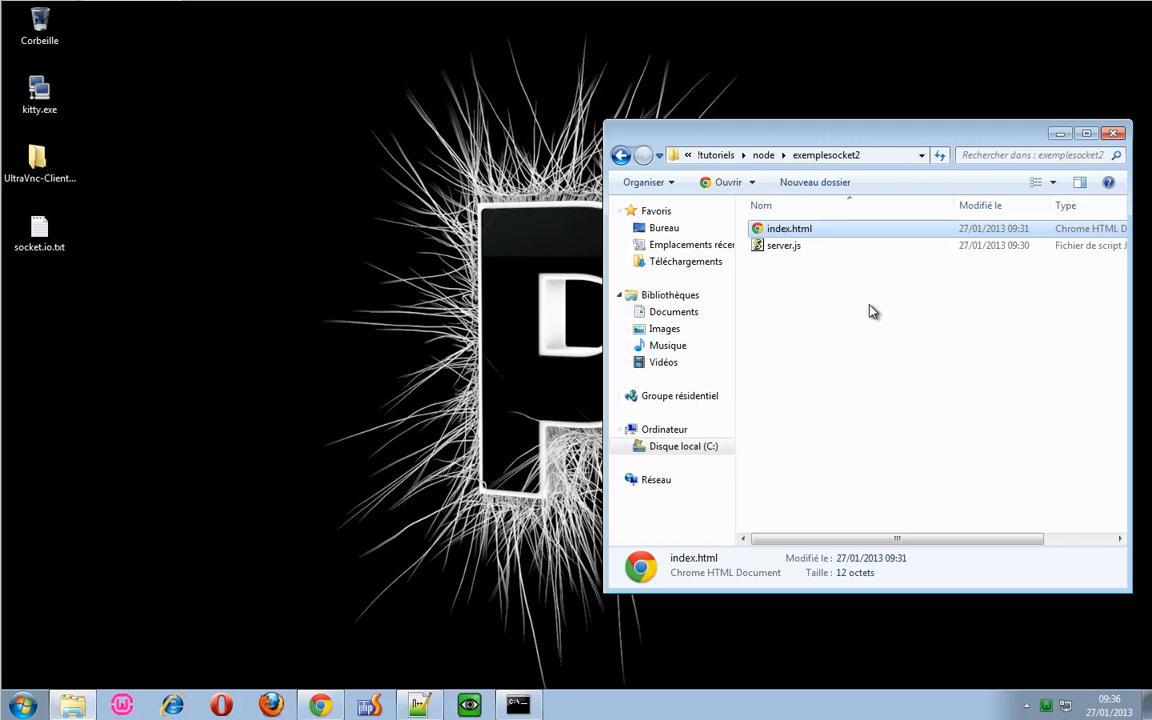 Corbeille
kitty.exe
UltraVnc-Client...
socket.io.txt
« !tutoriels node exemplesocket2
Rechercher dans : exemplesocket2
Organiser Ouvrir Nouveau dossier
Nom Modifié le Type
Favoris
Bureau
Emplacements récer
Téléchargements
Bibliothèques
Documents
Images
Musique
Vidéos
Groupe résidentiel
Ordinateur
Disque local (C:)
Réseau
index.html 27/01/2013 09:31 Chrome HTML D
server.js 27/01/2013 09:30 Fichier de script J
index.html Modifié le : 27/01/2013 09:31
Chrome HTML Document Taille : 12 octets
09:36
27/01/2013